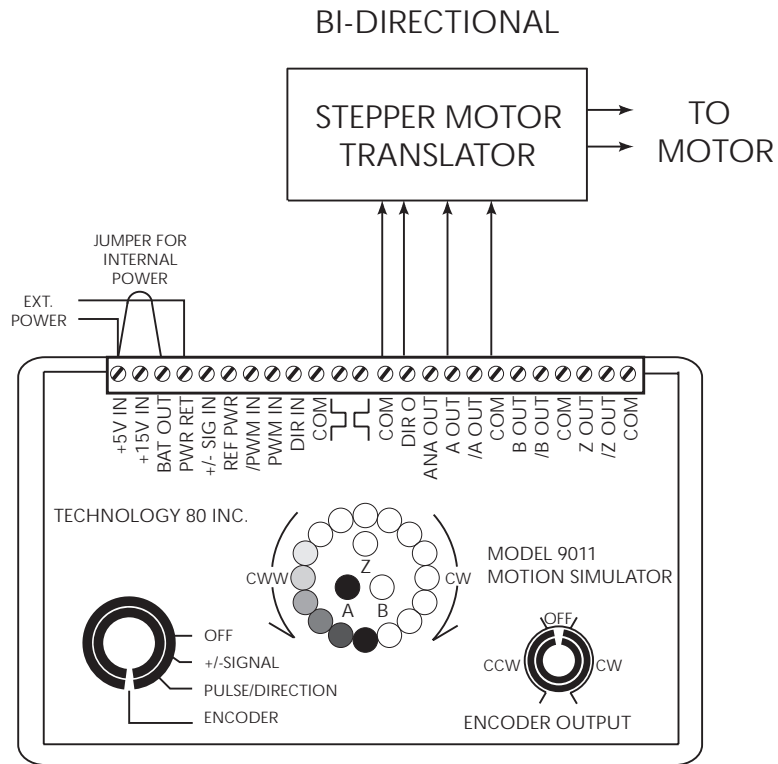 BI-DIRECTIONAL
STEPPER MOTOR
TRANSLATOR
TO
MOTOR
JUMPER FOR
INTERNAL
POWER
EXT.
POWER
+5V IN
+15V IN
BAT OUT
PWR RET
+/- SIG IN
REF PWR
/PWM IN
PWM IN
DIR IN
COM
COM
DIR O
ANA OUT
A OUT
/A OUT
COM
B OUT
/B OUT
COM
Z OUT
/Z OUT
COM
TECHNOLOGY 80 INC.
CWW
Z
A
B
CW
MODEL 9011
MOTION SIMULATOR
OFF
+/-SIGNAL
PULSE/DIRECTION
ENCODER
OFF
CCW
CW
ENCODER OUTPUT